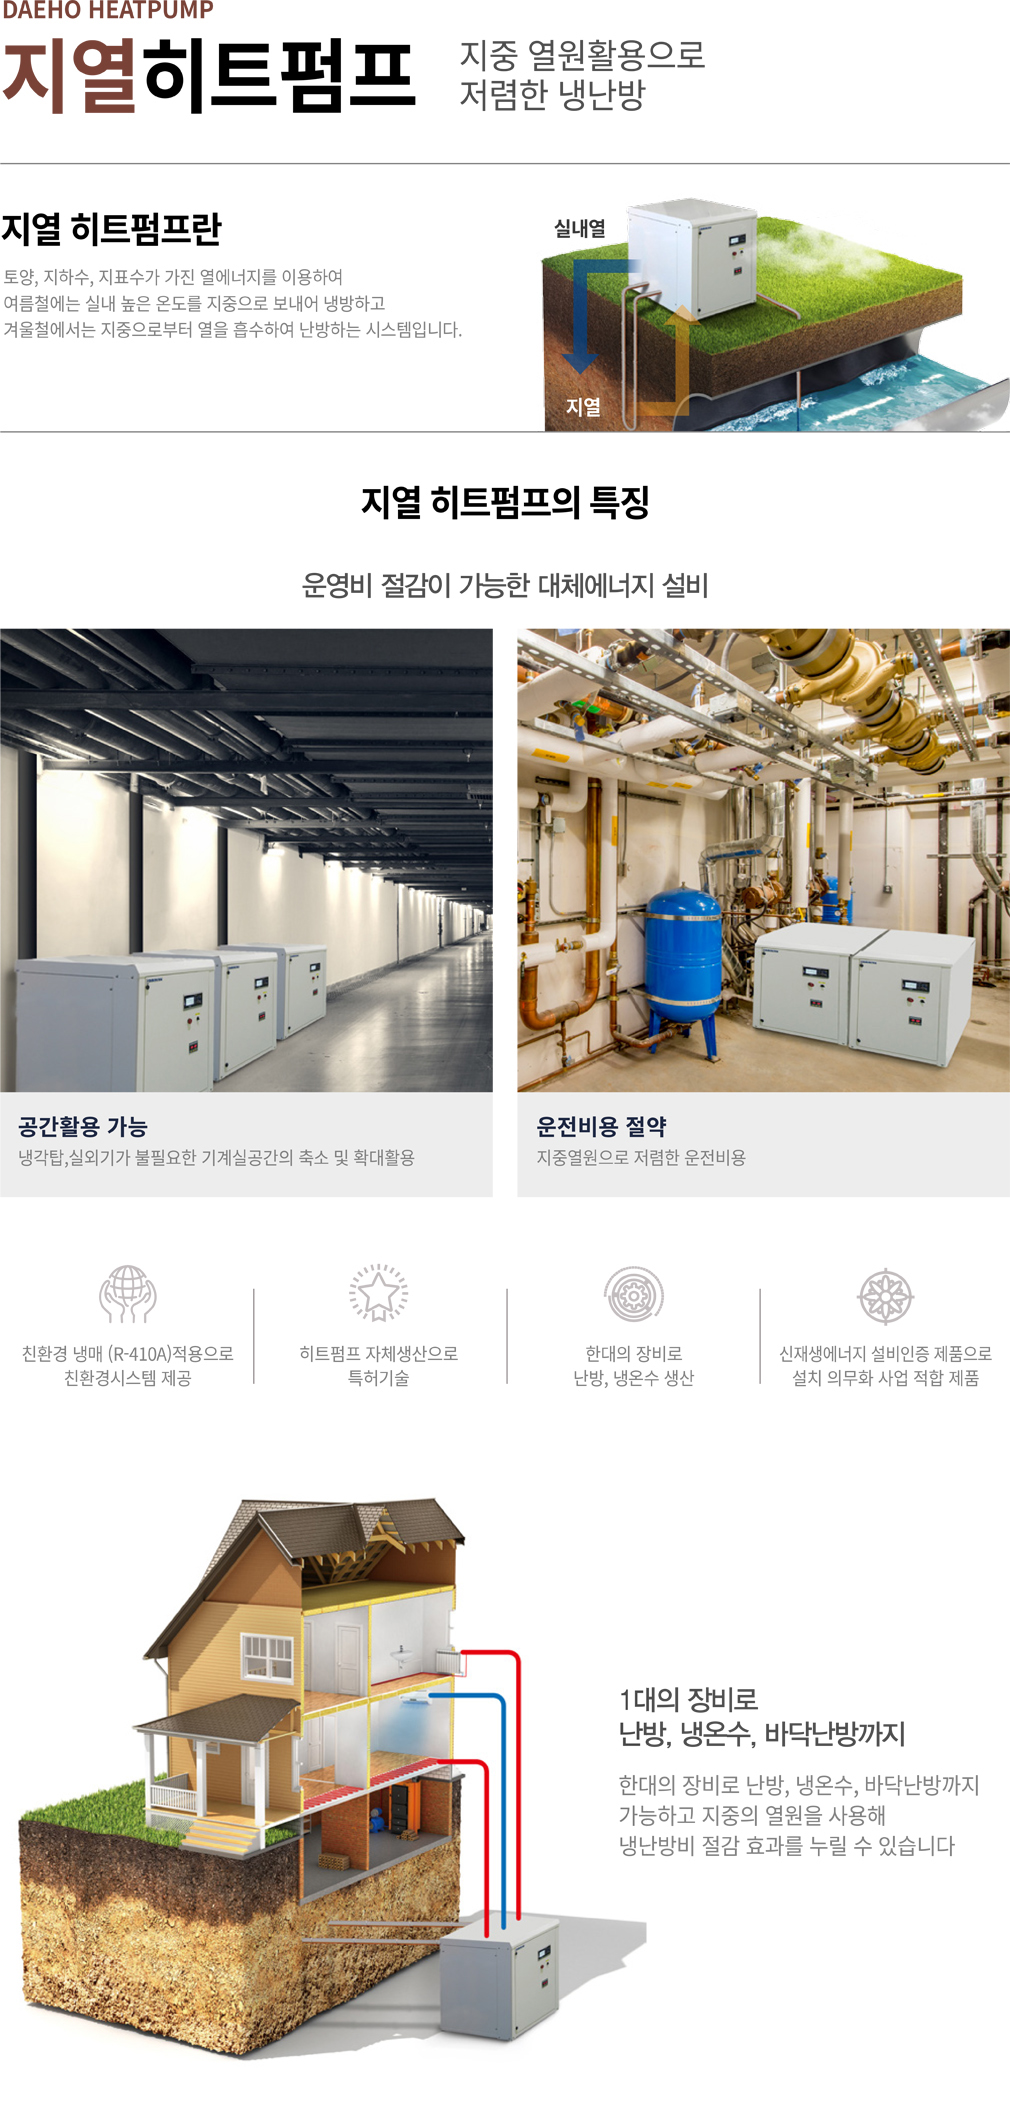 DAEHO HEATPUMP
지열히트펌프
지중 열원활용으로
저렴한 냉난방
지열 히트펌프란
토양, 지하수, 지표수가 가진 열에너지를 이용하여
여름철에는 실내 높은 온도를 지중으로 보내어 냉방하고
겨울철에서는 지중으로부터 열을 흡수하여 난방하는 시스템입니다.
실내열
지열
지열 히트펌프의 특징
운영비 절감이 가능한 대체에너지 설비
공간활용 가능
냉각탑,실외기가 불필요한 기계실공간의 축소 및 확대활용
운전비용 절약
지중열원으로 저렴한 운전비용
친환경 냉매 (R-410A)적용으로
친환경시스템 제공
히트펌프 자체생산으로
특허기술
한대의 장비로
난방, 냉온수 생산
신재생에너지 설비인증 제품으로
설치 의무화 사업 적합 제품
1대의 장비로
난방, 냉온수, 바닥난방까지
한대의 장비로 난방, 냉온수, 바닥난방까지
가능하고 지중의 열원을 사용해
냉난방비 절감 효과를 누릴 수 있습니다